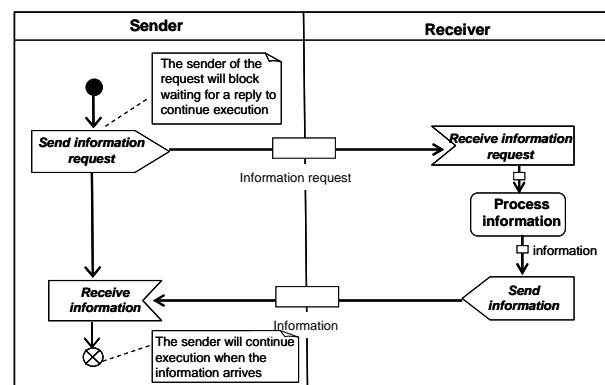 Sender
Receiver
The sender of the
request will block
waiting for a reply to
continue execution
Send information
request
Receive information
request
Information request
Process
information
information
Receive
information
Send
information
Information
The sender will continue
execution when the
information arrives